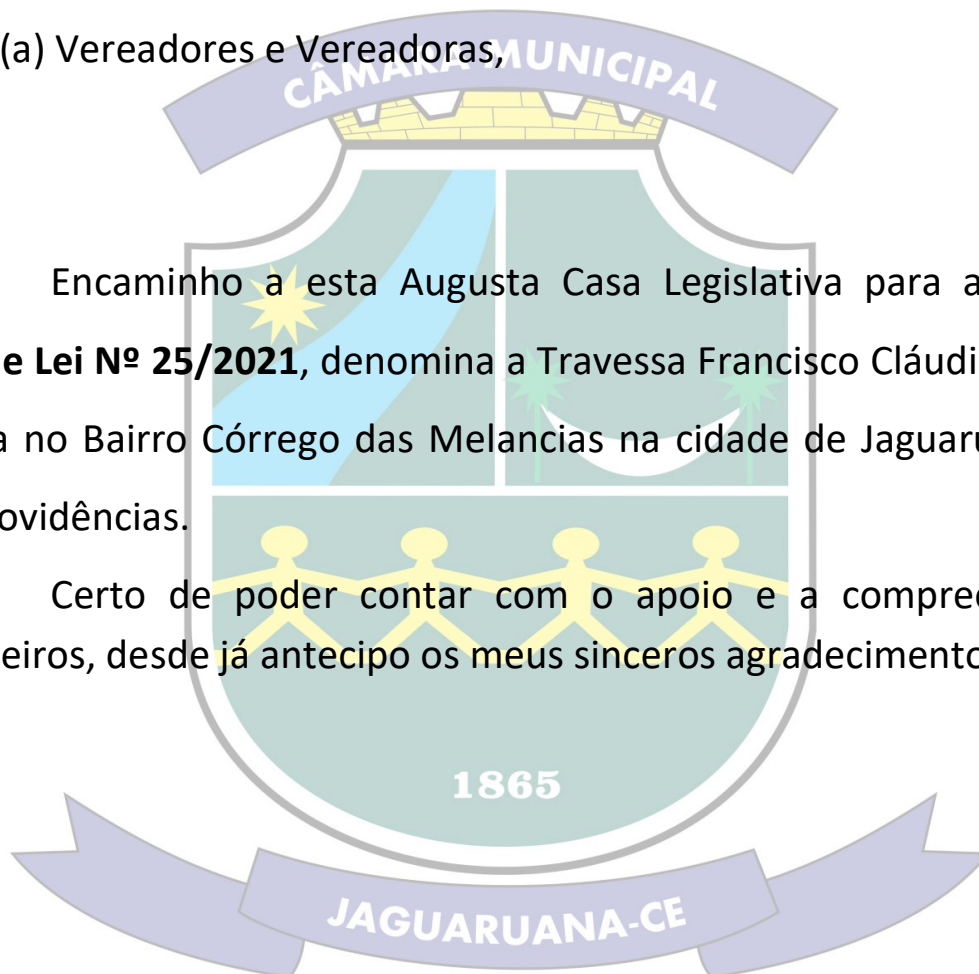 (a) Vereadores e Vereadoras,
CÂMARA MUNICIPAL
Encaminho a esta Augusta Casa Legislativa para a
e Lei Nº 25/2021, denomina a Travessa Francisco Cláudi
a no Bairro Córrego das Melancias na cidade de Jaguaru
ovidências.
Certo de poder contar com o apoio e a compree
eiros, desde já antecipo os meus sinceros agradecimento
1865
JAGUARUANA-CE